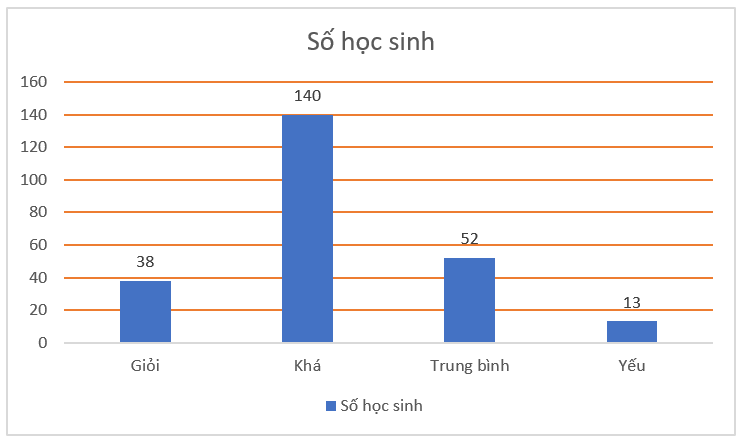 Số học sinh
160
140
120
100
80
60
40
20
0
38
140
52
13
Giỏi
Khá
Trung bình
Yếu
Số học sinh